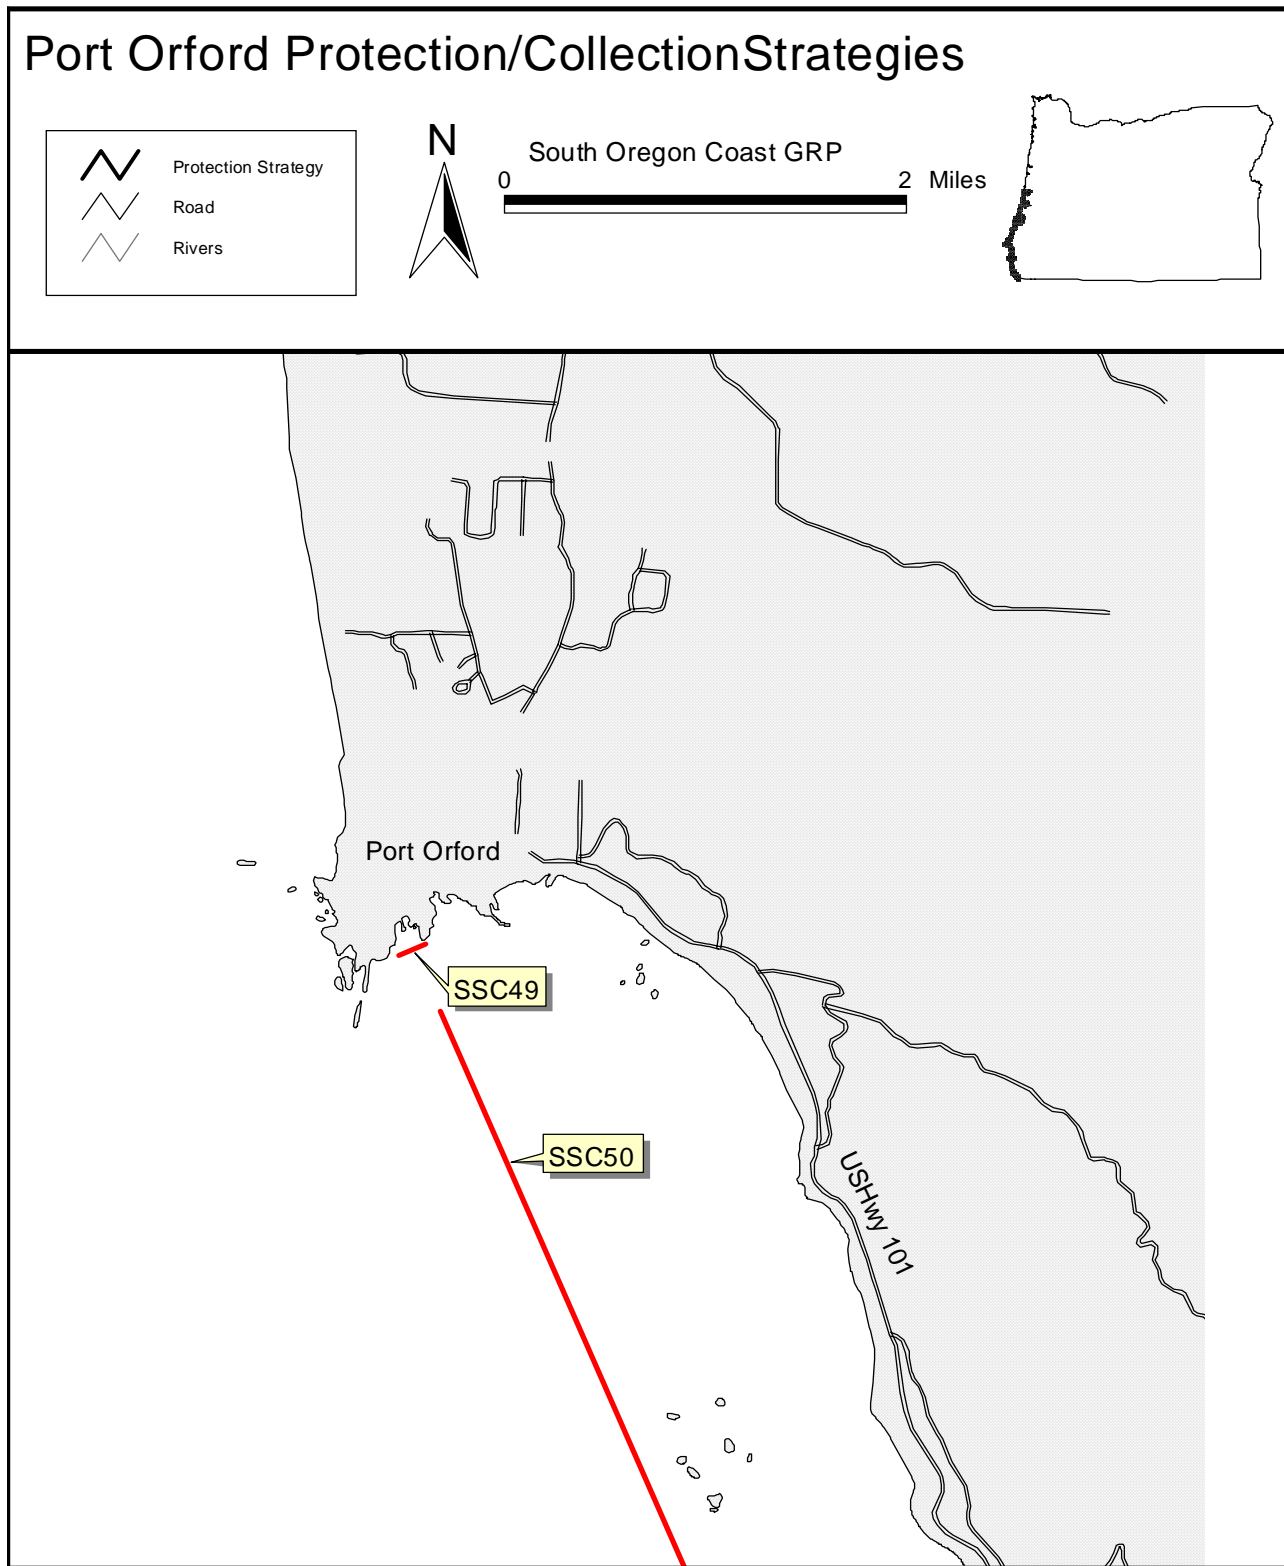 Port Orford Protection/CollectionStrategies
Protection Strategy
Road
Rivers
N
South Oregon Coast GRP
0 2 Miles
Port Orford
SSC49
SSC50
USHwy 101